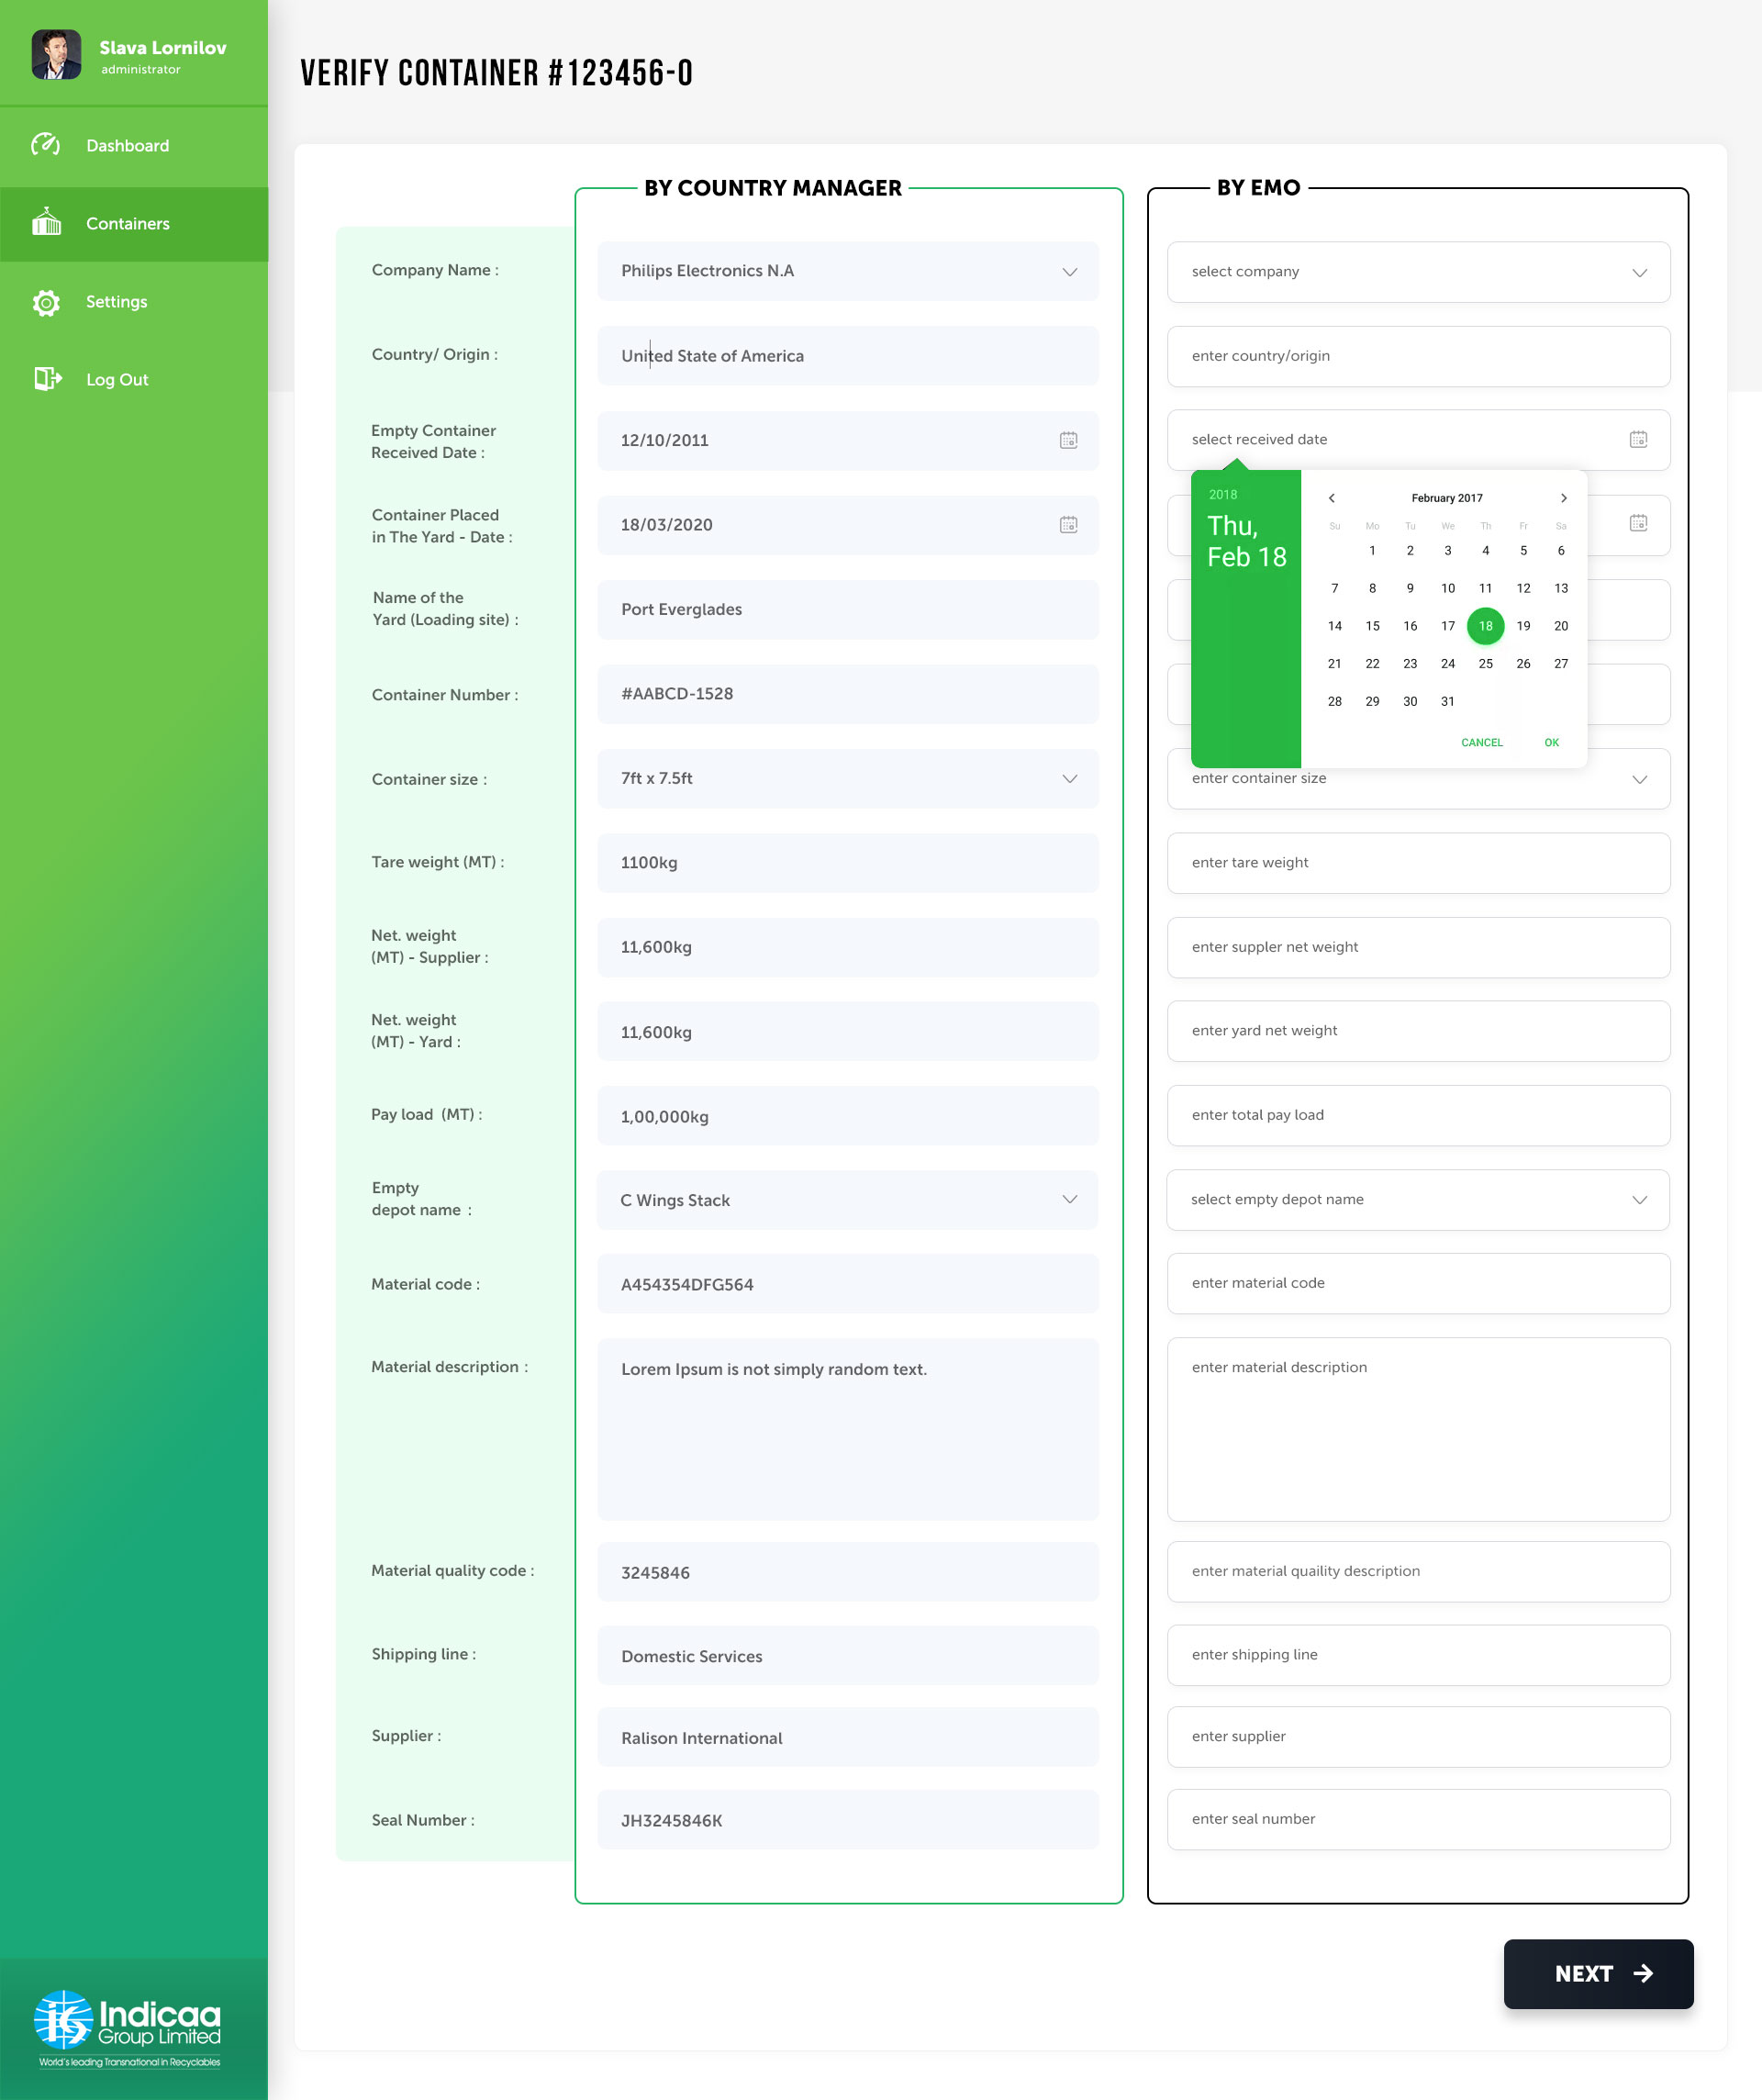 Slava Lornilov
administrator
Dashboard
Containers
Settings
Log Out
Indicaa
Group Limited
World's leading Transnational in Recyclables
VERIFY CONTAINER #123456-0
BY COUNTRY MANAGER
BY EMO
Company Name :
Philips Electronics N.A
select company
Country/ Origin :
United State of America
enter country/origin
Empty Container
Received Date :
12/10/2011
select received date
Container Placed
in The Yard - Date :
18/03/2020
Name of the
Yard (Loading site) :
Port Everglades
Container Number :
#AABCD-1528
2018
Thu,
Feb 18
February 2017
Su Mo Tu We Th Fr Sa
1 2 3 4 5 6
7 8 9 10 11 12 13
14 15 16 17 18 19 20
21 22 23 24 25 26 27
28 29 30 31
CANCEL OK
Container size :
7ft x 7.5ft
enter container size
Tare weight (MT) :
1100kg
enter tare weight
Net. weight
(MT) - Supplier :
11,600kg
enter suppler net weight
Net. weight
(MT) - Yard :
11,600kg
enter yard net weight
Pay load (MT) :
1,00,000kg
enter total pay load
Empty
depot name :
C Wings Stack
select empty depot name
Material code :
A454354DFG564
enter material code
Material description :
Lorem Ipsum is not simply random text.
enter material description
Material quality code :
3245846
enter material quaility description
Shipping line :
Domestic Services
enter shipping line
Supplier :
Ralison International
enter supplier
Seal Number :
JH3245846K
enter seal number
NEXT